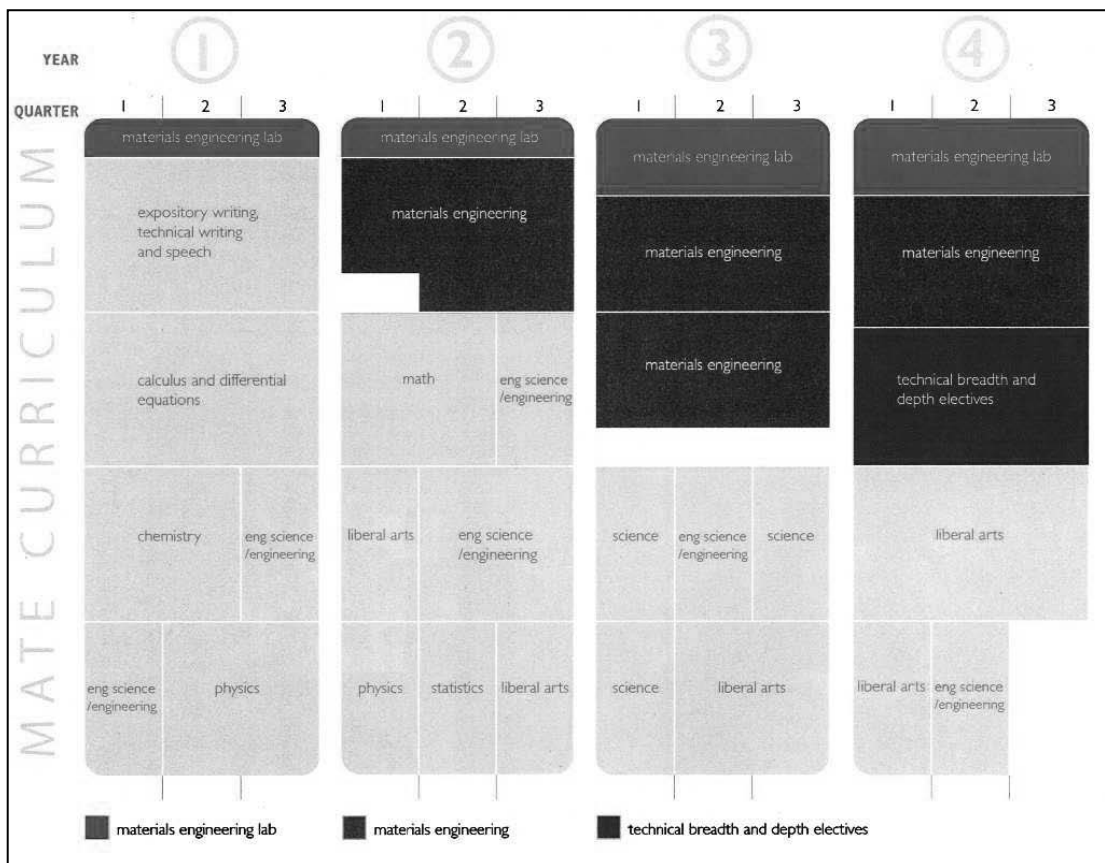 YEAR
1
2
3
4
QUARTER
1 2 3
1 2 3
1 2 3
1 2 3
MATE CURRICULUM
materials engineering lab
expository writing,
technical writing
and speech
calculus and differential
equations
chemistry
eng science
/engineering
eng science
/engineering
physics
materials engineering lab
materials engineering
math
eng science
/engineering
liberal arts
eng science
/engineering
physics
statistics
liberal arts
materials engineering lab
materials engineering
materials engineering
science
eng science
/engineering
science
science
liberal arts
materials engineering lab
materials engineering
technical breadth and
depth electives
liberal arts
liberal arts
eng science
/engineering
materials engineering lab
materials engineering
technical breadth and depth electives